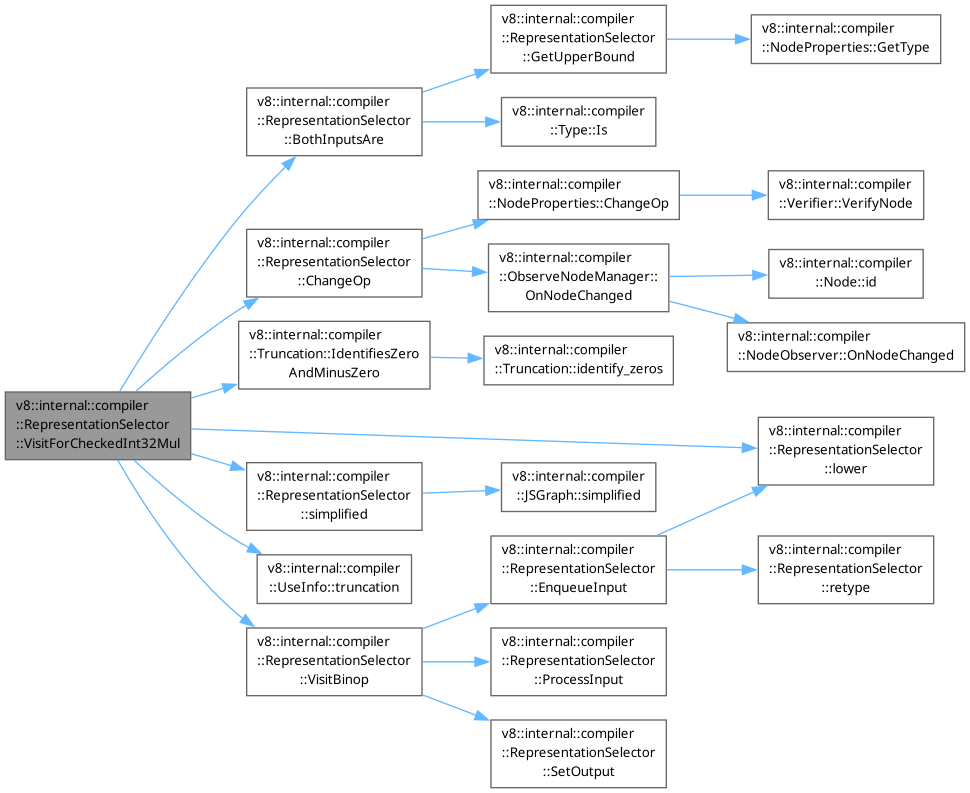 v8::internal::compiler
::RepresentationSelector
::VisitForCheckedInt32Mul
v8::internal::compiler
::RepresentationSelector
::BothInputsAre
v8::internal::compiler
::RepresentationSelector
::GetUpperBound
v8::internal::compiler
::NodeProperties::GetType
v8::internal::compiler
::Type::Is
v8::internal::compiler
::RepresentationSelector
::ChangeOp
v8::internal::compiler
::NodeProperties::ChangeOp
v8::internal::compiler
::Verifier::VerifyNode
v8::internal::compiler
::ObserveNodeManager::
OnNodeChanged
v8::internal::compiler
::Node::id
v8::internal::compiler
::NodeObserver::OnNodeChanged
v8::internal::compiler
::Truncation::IdentifiesZero
AndMinusZero
v8::internal::compiler
::Truncation::identify_zeros
v8::internal::compiler
::RepresentationSelector
::lower
v8::internal::compiler
::RepresentationSelector
::simplified
v8::internal::compiler
::JSGraph::simplified
v8::internal::compiler
::UseInfo::truncation
v8::internal::compiler
::RepresentationSelector
::VisitBinop
v8::internal::compiler
::RepresentationSelector
::EnqueueInput
v8::internal::compiler
::RepresentationSelector
::retype
v8::internal::compiler
::RepresentationSelector
::ProcessInput
v8::internal::compiler
::RepresentationSelector
::SetOutput